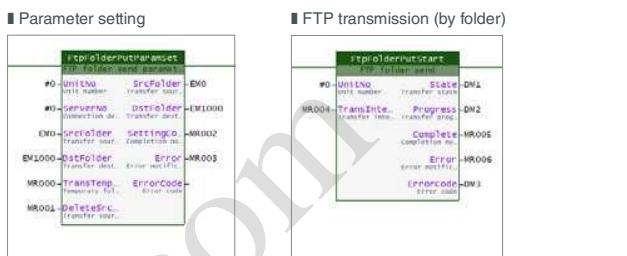 Parameter setting
FTP transmission (by folder)
FtpFolderPutParamSet
FTP folder send paramet..
#0 UnitNo SrcFolder EM0
Unit number Transfer sour..
#0 ServerNo DstFolder EM1000
Connection de.. Transfer dest..
EM0 SrcFolder SettingCo.. MR002
Transfer sour.. Completion no..
EM1000 DstFolder Error MR003
Transfer dest.. Error notific..
MR000 TransTemp.. ErrorCode
Temporary fol.. Error code
MR001 DeleteSrc..
Transfer sour..
FtpFolderPutStart
FTP folder send
#0 UnitNo State DM1
Unit number Transfer state
MR004 TransInte.. Progress DM2
Transfer inte.. Transfer prog..
Complete MR005
Completion no..
Error MR006
Error notific..
ErrorCode DM3
Error code
com